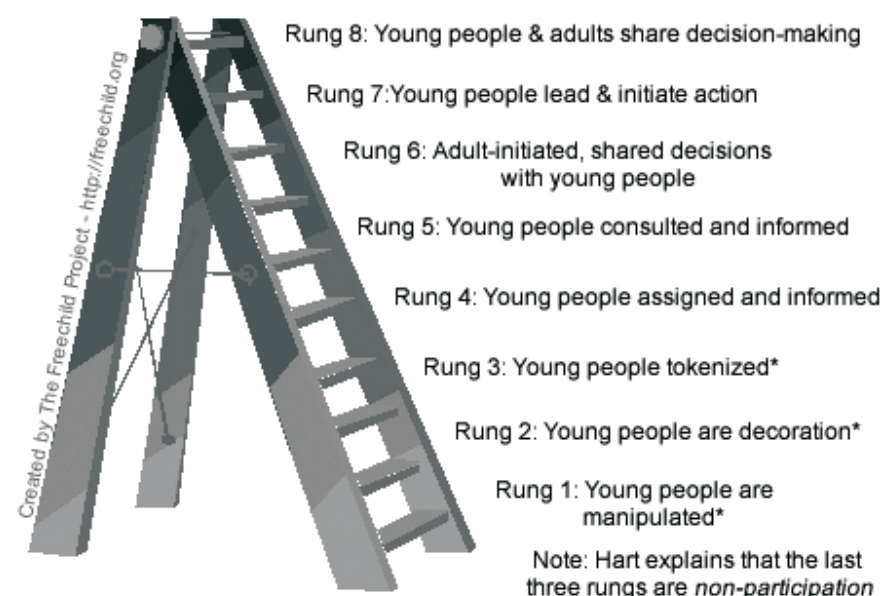 Rung 8: Young people & adults share decision-making
Rung 7:Young people lead & initiate action
Rung 6: Adult-initiated, shared decisions
with young people
Rung 5: Young people consulted and informed
Rung 4: Young people assigned and informed
Rung 3: Young people tokenized*
Rung 2: Young people are decoration*
Rung 1: Young people are
manipulated*
Note: Hart explains that the last
three rungs are non-participation
Created by The Freechild Project - http://freechild.org